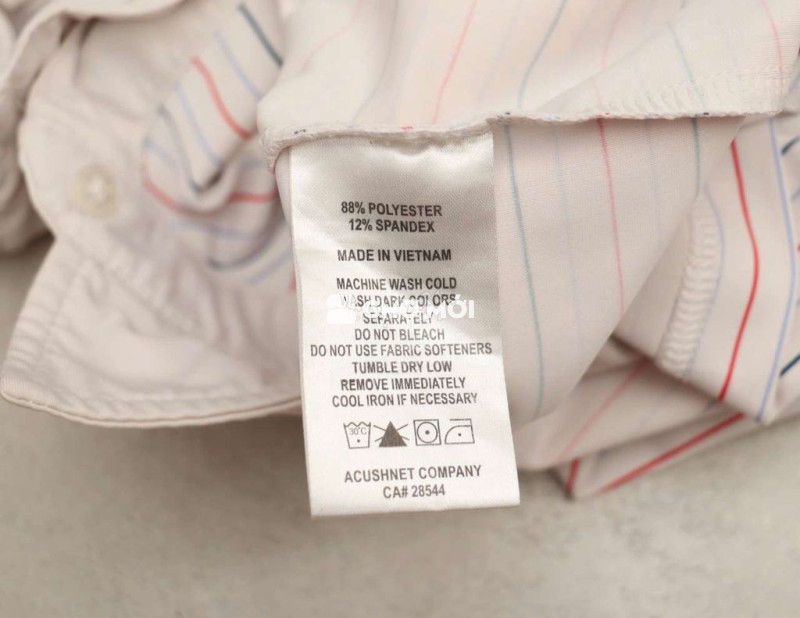 88% POLYESTER
12% SPANDEX
MADE IN VIETNAM
MACHINE WASH COLD
WASH DARK COLORS
SEPARATELY
DO NOT BLEACH
DO NOT USE FABRIC SOFTENERS
TUMBLE DRY LOW
REMOVE IMMEDIATELY
COOL IRON IF NECESSARY
30°C
ACUSHNET COMPANY
CA# 28544
MỚI